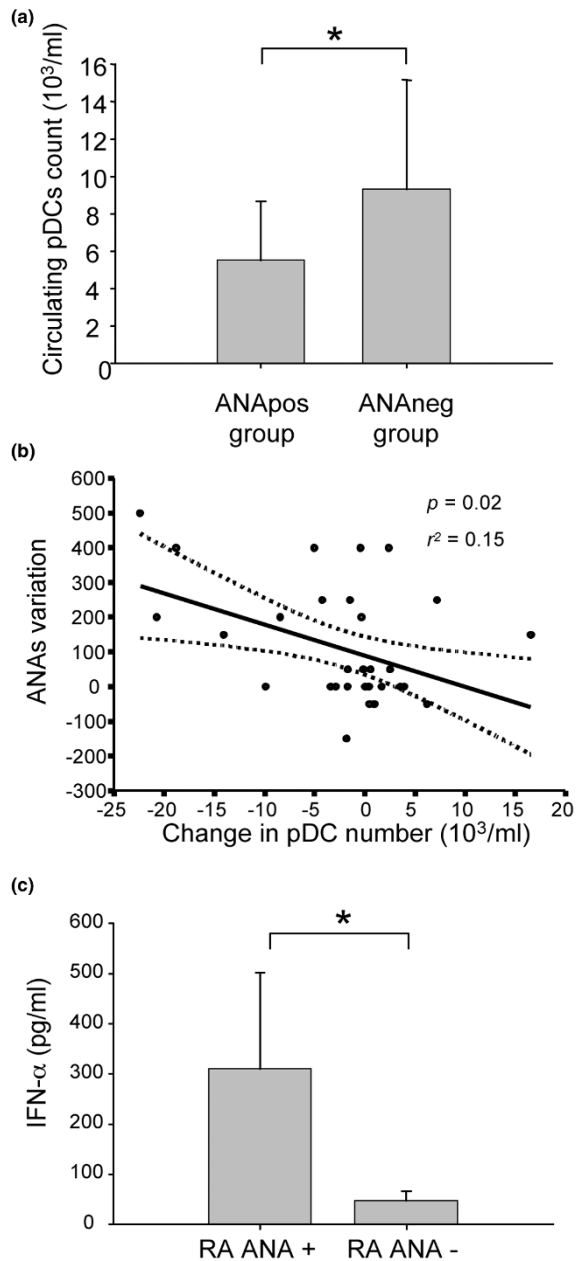 (a)
*
Circulating pDCs count (10³/ml)
16
14
12
10
8
6
4
2
0
ANApos group
ANAneg group
(b)
ANAs variation
600
500
400
300
200
100
0
-100
-200
-300
p = 0.02
r² = 0.15
-25 -20 -15 -10 -5 0 5 10 15 20
Change in pDC number (10³/ml)
(c)
*
IFN-α (pg/ml)
600
500
400
300
200
100
0
RA ANA + RA ANA -